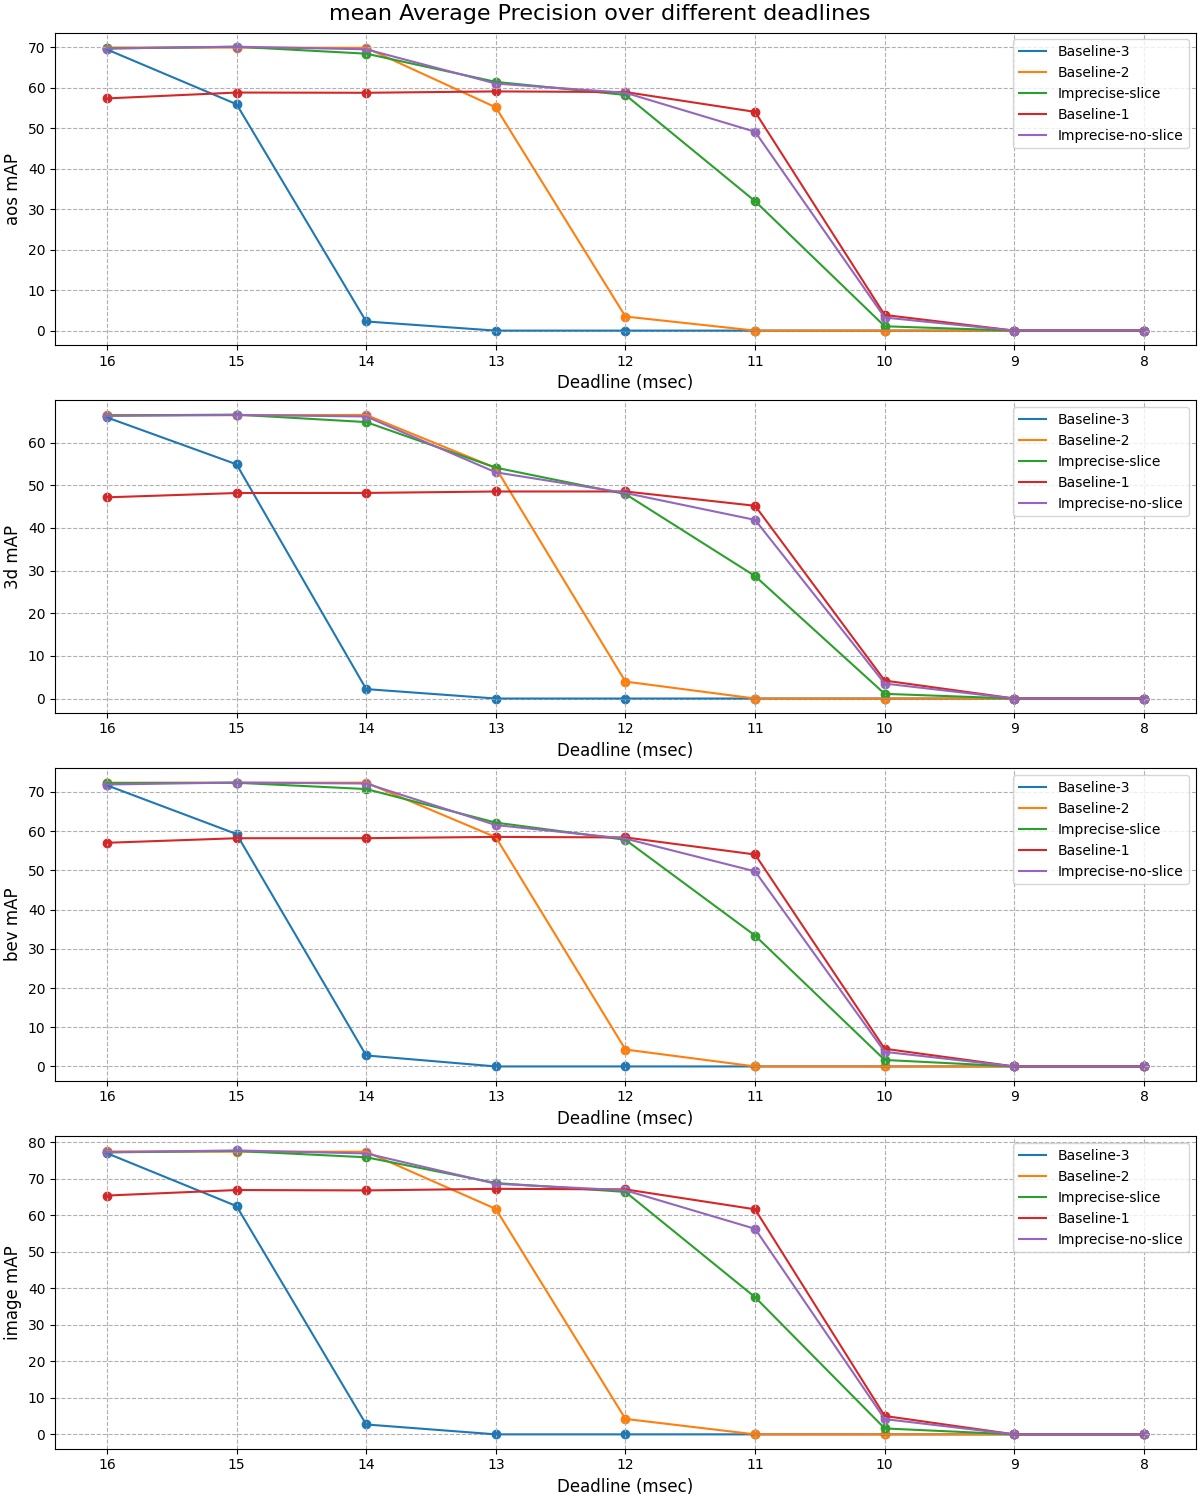 mean Average Precision over different deadlines
70
60
50
40
30
20
10
0
aos mAP
Baseline-3
Baseline-2
Imprecise-slice
Baseline-1
Imprecise-no-slice
16 15 14 13 12 11 10 9 8
Deadline (msec)
60
50
40
30
20
10
0
3d mAP
Baseline-3
Baseline-2
Imprecise-slice
Baseline-1
Imprecise-no-slice
16 15 14 13 12 11 10 9 8
Deadline (msec)
70
60
50
40
30
20
10
0
bev mAP
Baseline-3
Baseline-2
Imprecise-slice
Baseline-1
Imprecise-no-slice
16 15 14 13 12 11 10 9 8
Deadline (msec)
80
70
60
50
40
30
20
10
0
image mAP
Baseline-3
Baseline-2
Imprecise-slice
Baseline-1
Imprecise-no-slice
16 15 14 13 12 11 10 9 8
Deadline (msec)